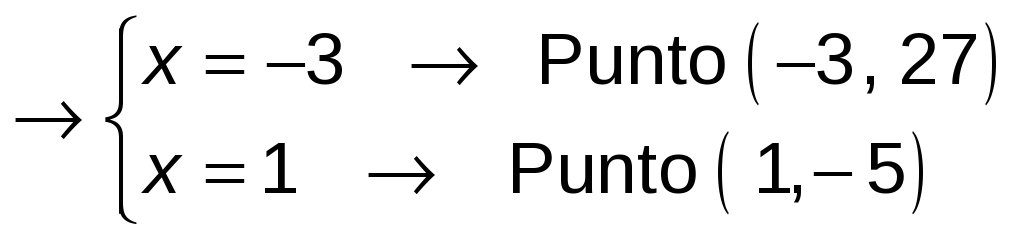 → { x = −3 → Punto (−3, 27)
x = 1 → Punto ( 1,− 5)